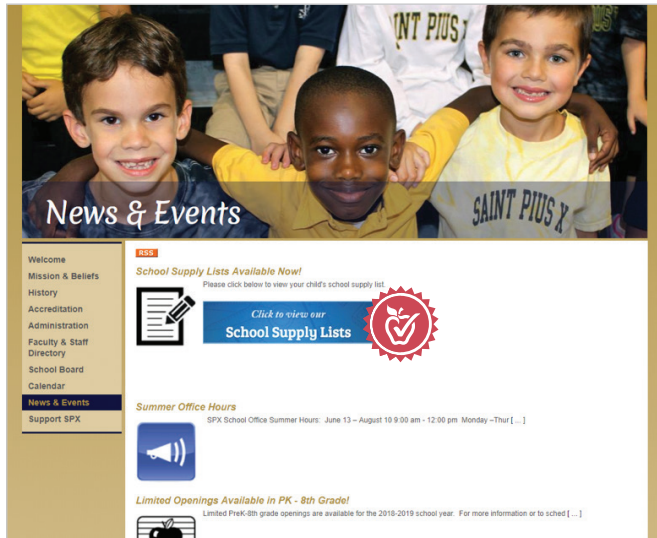 SAINT PIUS X
SAINT PIUS X
News & Events
Welcome
Mission & Beliefs
History
Accreditation
Administration
Faculty & Staff
Directory
School Board
Calendar
News & Events
Support SPX
RSS
School Supply Lists Available Now!
Please click below to view your child's school supply list.
Click to view our
School Supply Lists
Summer Office Hours
SPX School Office Summer Hours: June 13 – August 10 9:00 am - 12:00 pm Monday –Thur [ ... ]
Limited Openings Available in PK - 8th Grade!
Limited PreK-8th grade openings are available for the 2018-2019 school year. For more information or to sched [ ... ]